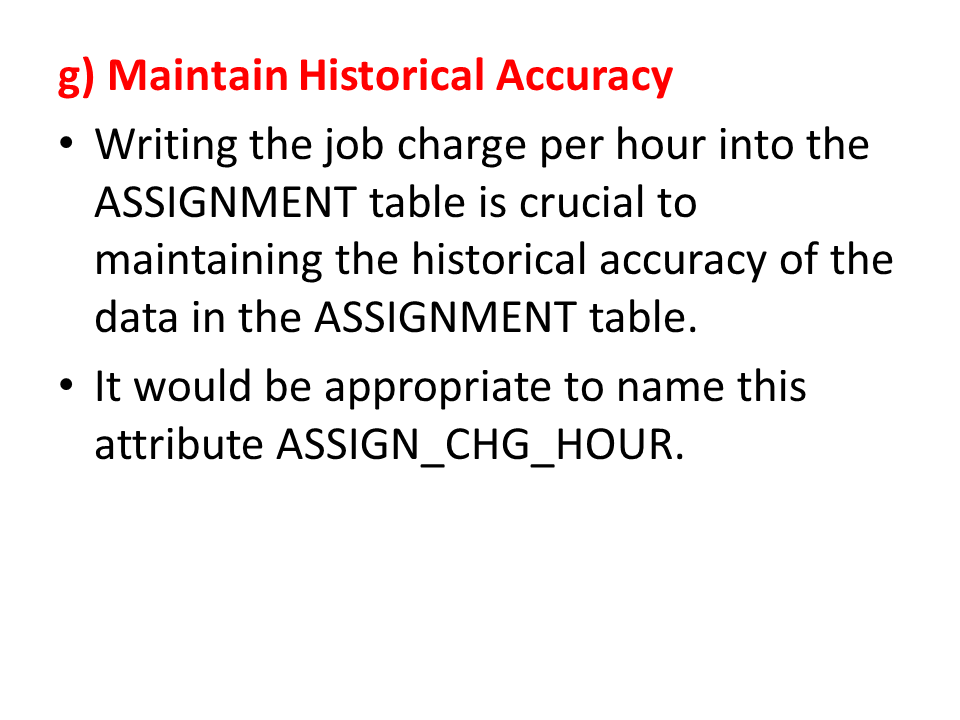 g) Maintain Historical Accuracy
• Writing the job charge per hour into the
ASSIGNMENT table is crucial to
maintaining the historical accuracy of the
data in the ASSIGNMENT table.
• It would be appropriate to name this
attribute ASSIGN_CHG_HOUR.